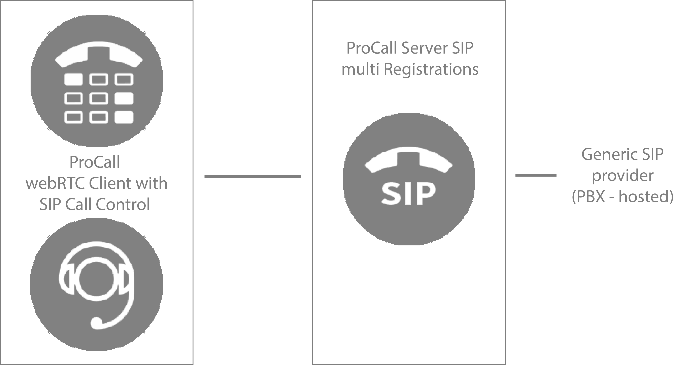 ProCall
webRTC Client with
SIP Call Control
ProCall Server SIP
multi Registrations
SIP
Generic SIP
provider
(PBX - hosted)